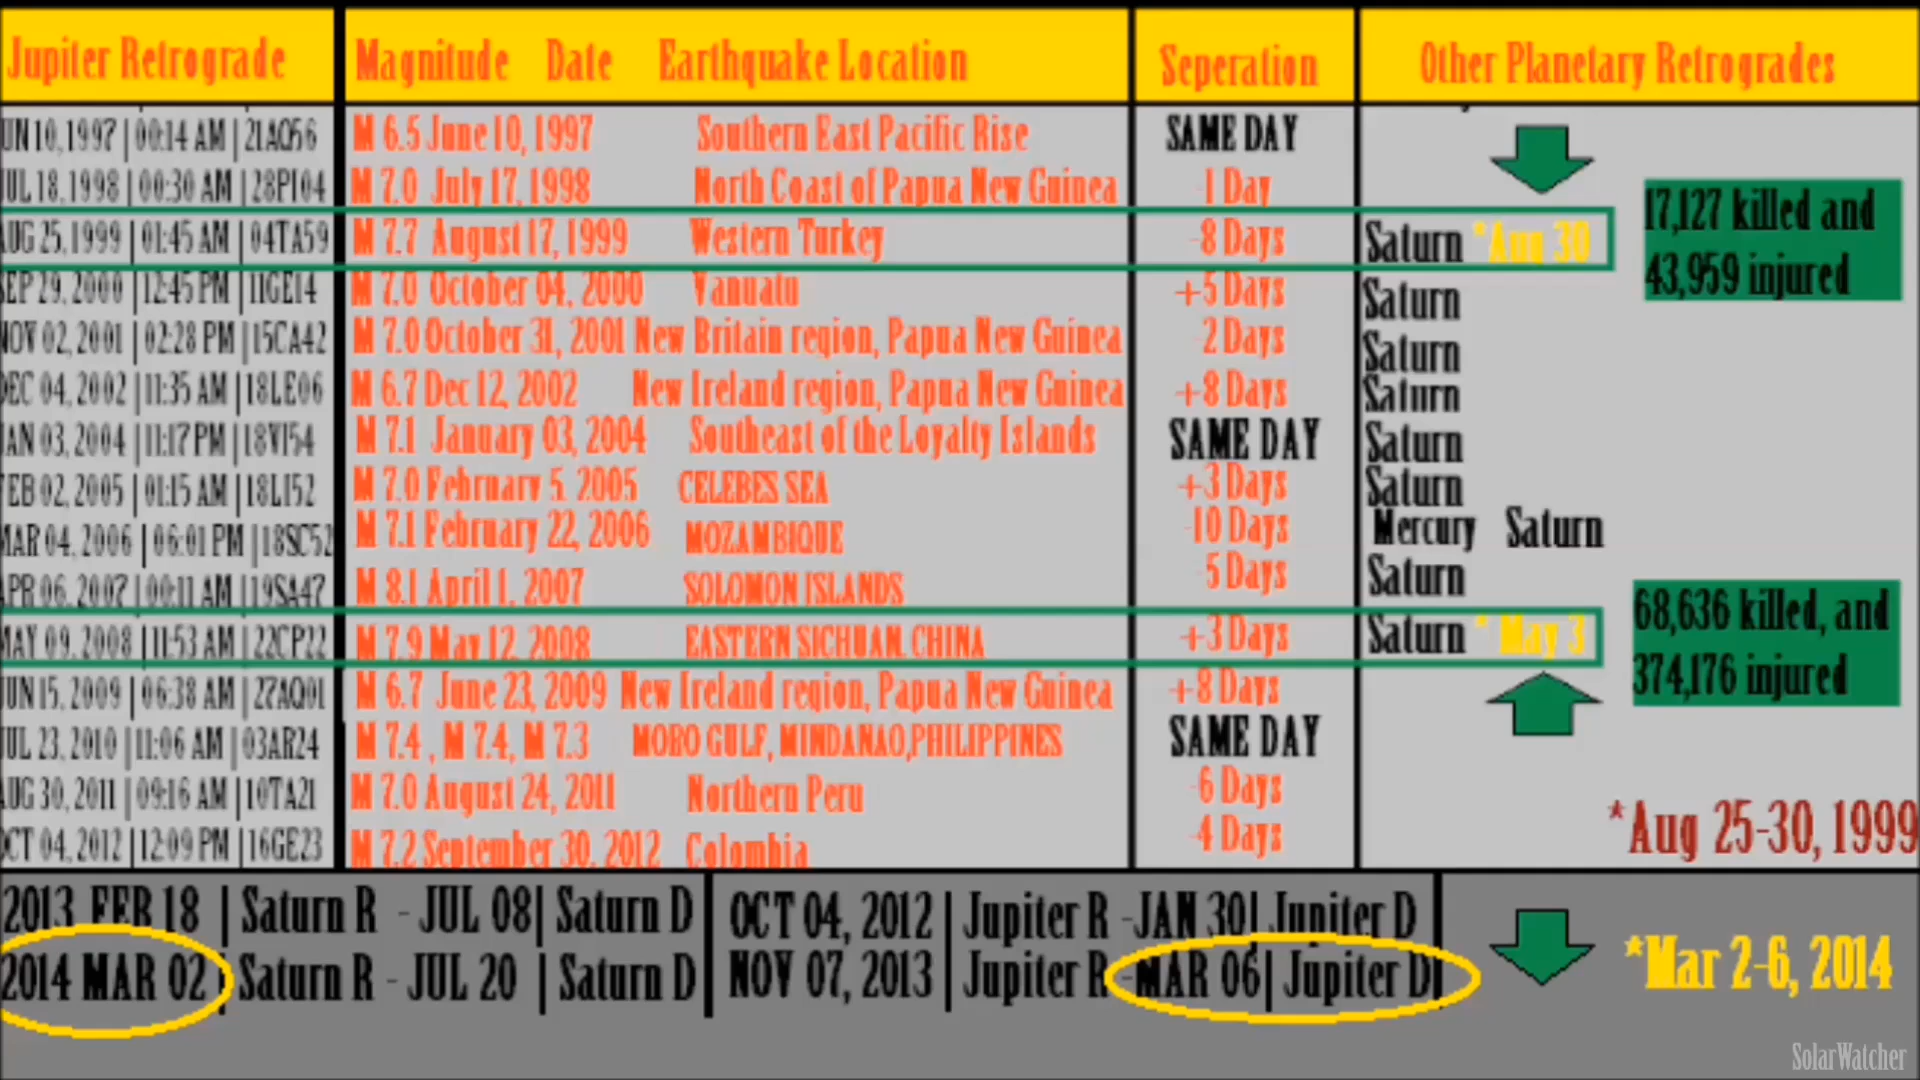 Jupiter Retrograde Magnitude Date Earthquake Location Seperation Other Planetary Retrogrades
UN 10, 1997 | 00:14 AM | 21AQ56 M 6.5 June 10, 1997 Southern East Pacific Rise SAME DAY
UL 18, 1998 | 00:30 AM | 28PI04 M 7.0 July 17, 1998 North Coast of Papua New Guinea -1 Day
17,127 killed and
AUG 25, 1999 | 01:45 AM | 04TA59 M 7.7 August 17, 1999 Western Turkey -8 Days Saturn *Aug 30
43,959 injured
SEP 29, 2000 | 12:45 PM | 11GE14 M 7.0 October 04, 2000 Vanuatu +5 Days Saturn
NOV 02, 2001 | 02:28 PM | 15CA42 M 7.0 October 31, 2001 New Britain region, Papua New Guinea -2 Days Saturn
DEC 04, 2002 | 11:35 AM | 18LE06 M 6.7 Dec 12, 2002 New Ireland region, Papua New Guinea +8 Days Saturn
JAN 03, 2004 | 11:17 PM | 18VI54 M 7.1 January 03, 2004 Southeast of the Loyalty Islands SAME DAY Saturn
FEB 02, 2005 | 01:15 AM | 18LI52 M 7.0 February 5, 2005 CELEBES SEA +3 Days Saturn
MAR 04, 2006 | 06:01 PM | 18SC52 M 7.1 February 22, 2006 MOZAMBIQUE -10 Days Mercury Saturn
APR 06, 2007 | 00:11 AM | 19SA47 M 8.1 April 1, 2007 SOLOMON ISLANDS 5 Days Saturn
68,636 killed, and
MAY 09, 2008 | 11:53 AM | 22CP22 M 7.9 May 12, 2008 EASTERN SICHUAN, CHINA +3 Days Saturn * May 3
374,176 injured
UN 15, 2009 | 06:38 AM | 27AQ01 M 6.7 June 23, 2009 New Ireland region, Papua New Guinea +8 Days
UL 23, 2010 | 11:06 AM | 03AR24 M 7.4 , M 7.4, M 7.3 MORO GULF, MINDANAO,PHILIPPINES SAME DAY
AUG 30, 2011 | 09:16 AM | 10TA21 M 7.0 August 24, 2011 Northern Peru -6 Days
*Aug 25-30, 1999
OCT 04, 2012 | 12:09 PM | 16GE23 M 7.2 September 30, 2012 Colombia -4 Days
2013 FEB 18 | Saturn R - JUL 08| Saturn D OCT 04, 2012 | Jupiter R -JAN 30| Jupiter D
2014 MAR 02 | Saturn R - JUL 20 | Saturn D NOV 07, 2013 | Jupiter R -MAR 06| Jupiter D *Mar 2-6, 2014
SolarWatcher